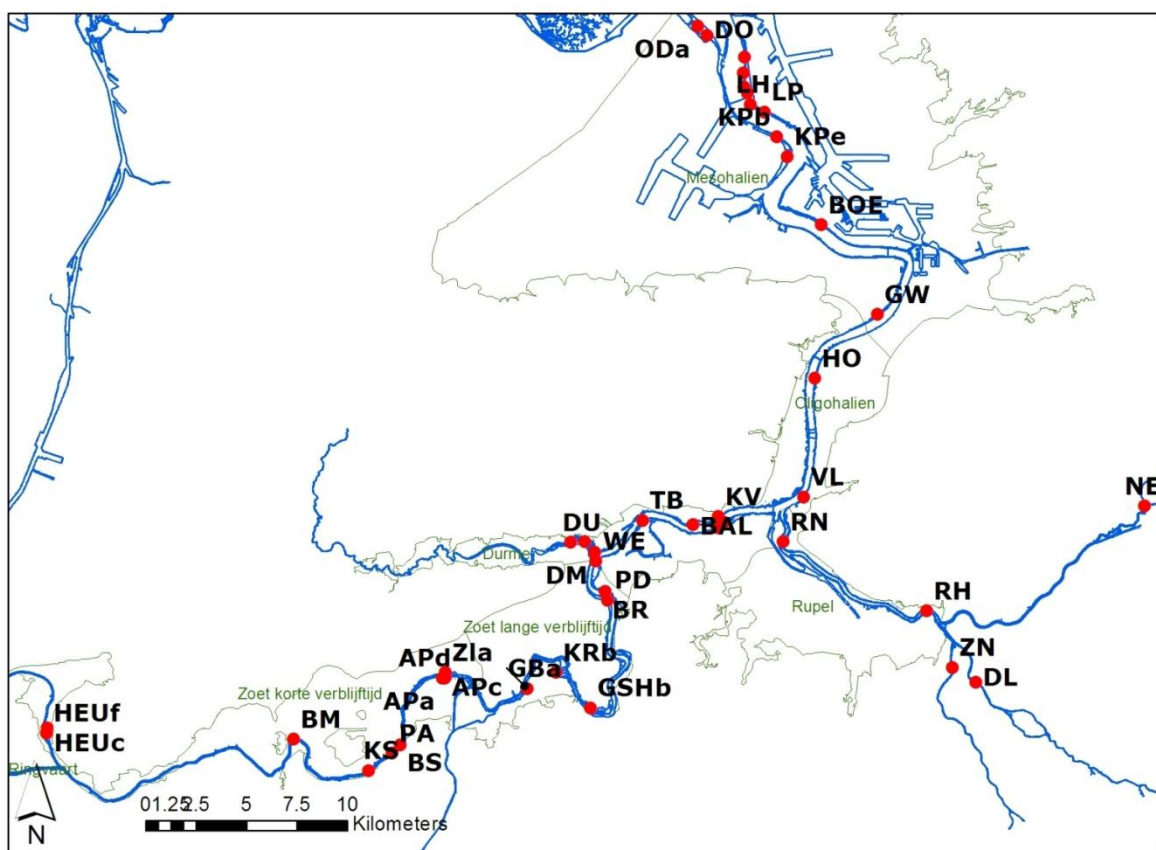 DO
ODa
LH
LP
KPb
KPe
Mesohalien
BOE
GW
HO
Oligohalien
VL
KV
TB
BAL
RN
NE
DU
WE
Durme
DM
PD
BR
Rupel
RH
Zoet lange verblijftijd
ZN
DL
KRb
GBa
GSHb
APd
ZIa
APc
APa
Zoet korte verblijftijd
HEUf
HEUc
BM
PA
KS
BS
Ringvaart
N
01.252.5 5 7.5 10
Kilometers